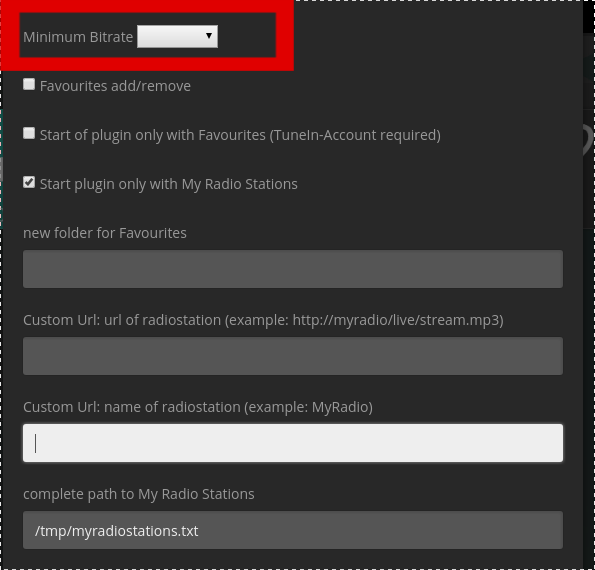 Minimum Bitrate
Favourites add/remove
Start of plugin only with Favourites (TuneIn-Account required)
Start plugin only with My Radio Stations
new folder for Favourites
Custom Url: url of radiostation (example: http://myradio/live/stream.mp3)
Custom Url: name of radiostation (example: MyRadio)
complete path to My Radio Stations
/tmp/myradiostations.txt